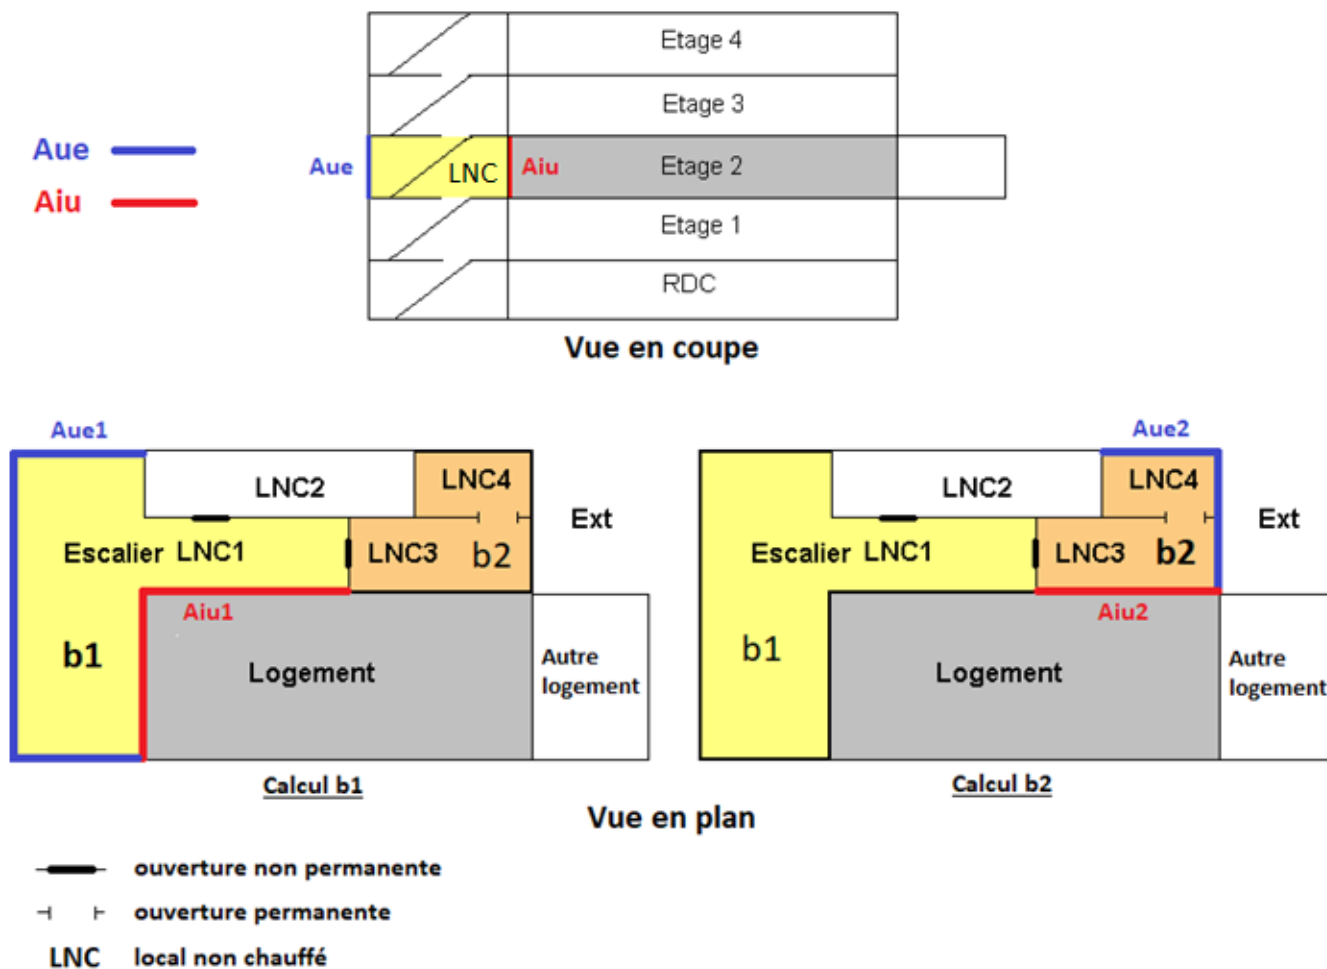 Etage 4
Etage 3
Aue
Aue
LNC
Aiu
Etage 2
Aiu
Etage 1
RDC
Vue en coupe
Aue1
LNC2
LNC4
Ext
Escalier LNC1
LNC3
b2
Aiu1
b1
Logement
Autre
logement
Calcul b1
Aue2
LNC2
LNC4
Ext
Escalier LNC1
LNC3
b2
Aiu2
b1
Logement
Autre
logement
Calcul b2
Vue en plan
ouverture non permanente
ouverture permanente
LNC local non chauffé